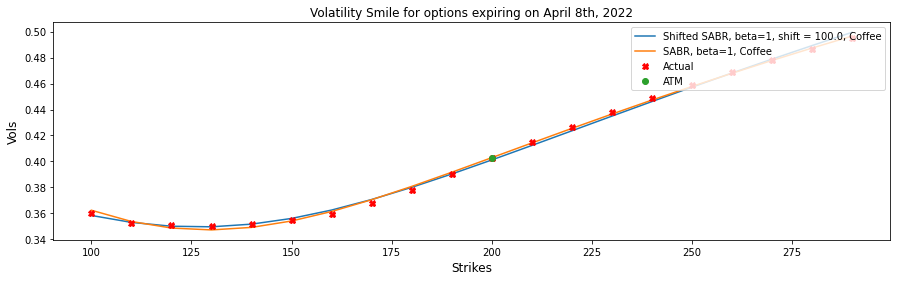 Volatility Smile for options expiring on April 8th, 2022
Shifted SABR, beta=1, shift = 100.0, Coffee
SABR, beta=1, Coffee
Actual
ATM
0.50
0.48
0.46
0.44
0.42
0.40
0.38
0.36
0.34
Vols
100
125
150
175
200
225
250
275
Strikes